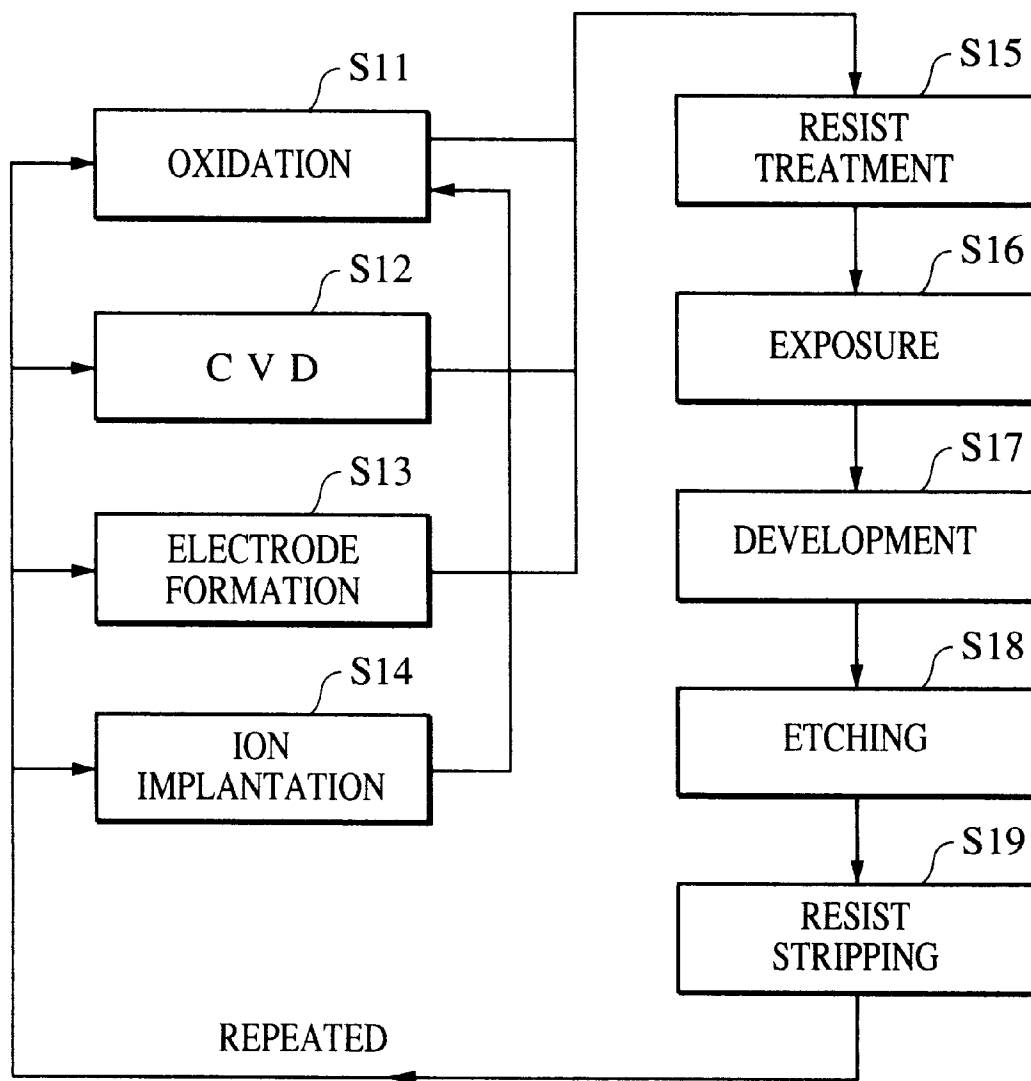 S11
OXIDATION
S12
C V D
S13
ELECTRODE
FORMATION
S14
ION
IMPLANTATION
S15
RESIST
TREATMENT
S16
EXPOSURE
S17
DEVELOPMENT
S18
ETCHING
S19
RESIST
STRIPPING
REPEATED